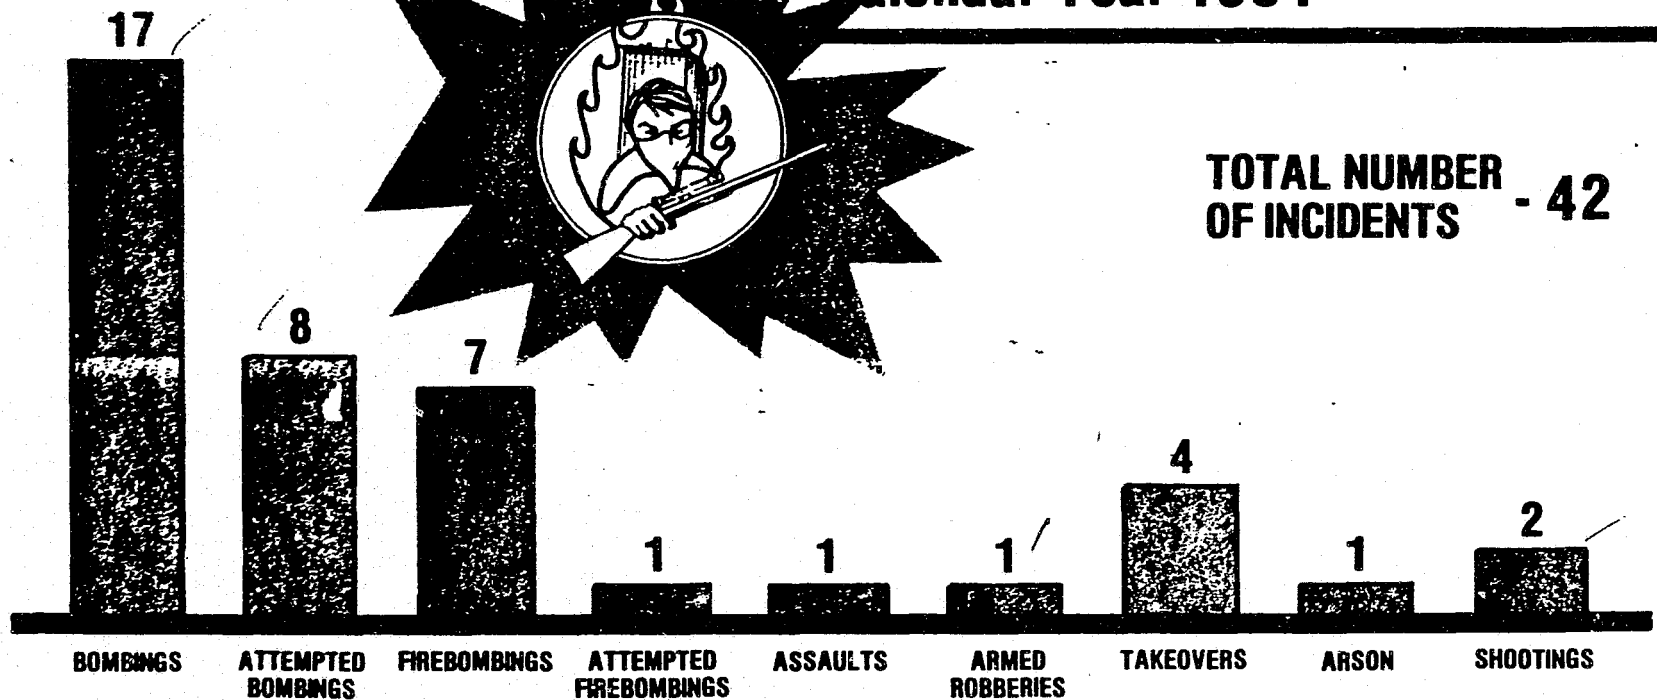 17
TOTAL NUMBER
OF INCIDENTS - 42
8
7
1
1
1
4
1
2
BOMBINGS
ATTEMPTED
BOMBINGS
FIREBOMBINGS
ATTEMPTED
FIREBOMBINGS
ASSAULTS
ARMED
ROBBERIES
TAKEOVERS
ARSON
SHOOTINGS